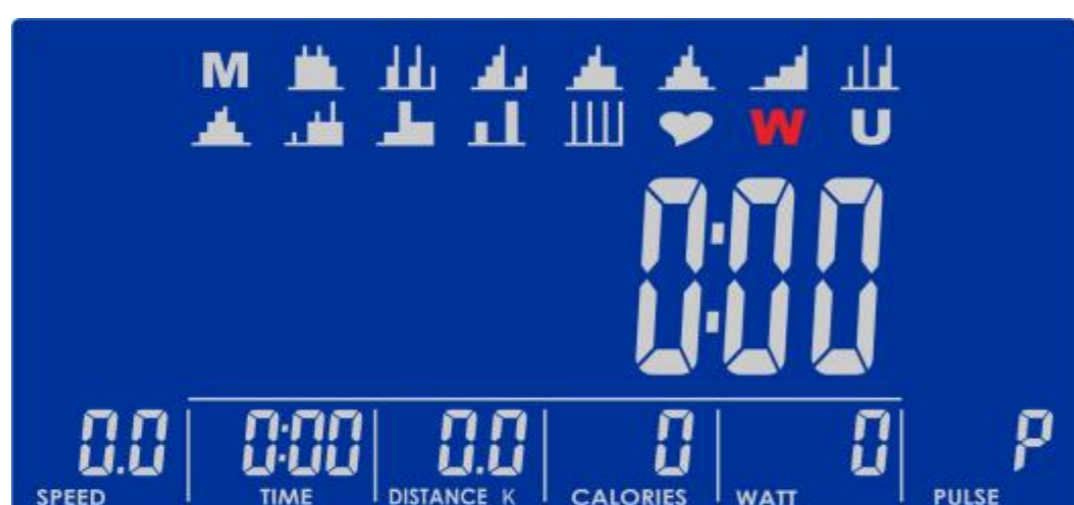 M
W U
0:00
0.0 0:00 0.0 0 0 P
SPEED TIME DISTANCE K CALORIES WATT PULSE